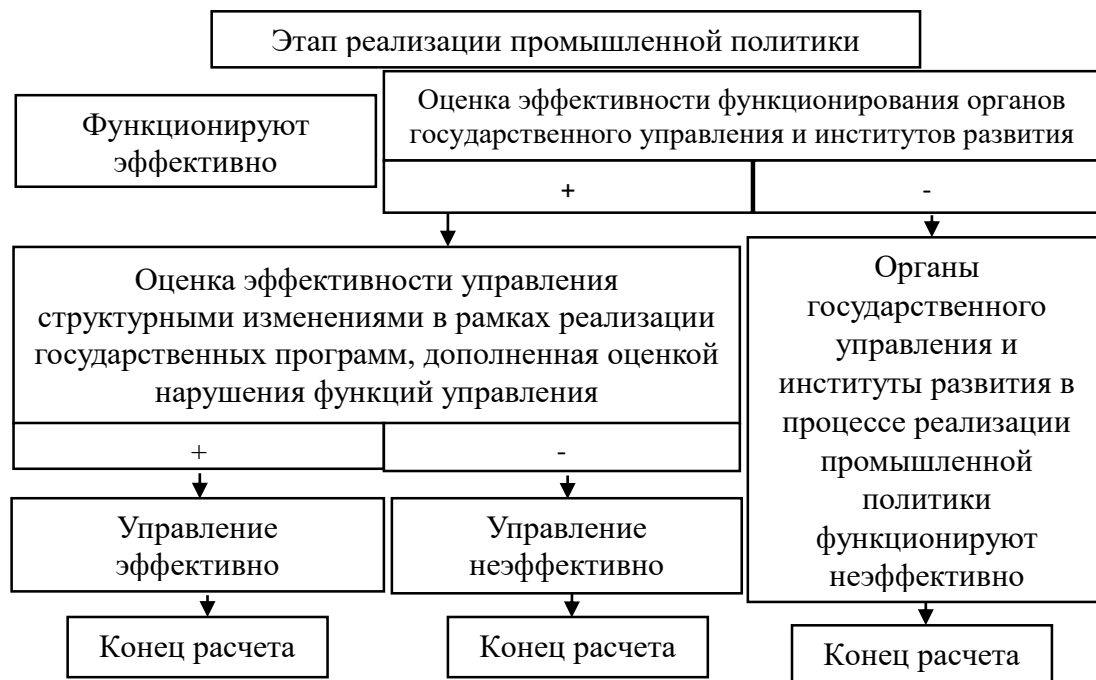 Этап реализации промышленной политики
Функционируют
эффективно
Оценка эффективности функционирования органов
государственного управления и институтов развития
+
-
Оценка эффективности управления
структурными изменениями в рамках реализации
государственных программ, дополненная оценкой
нарушения функций управления
+
-
Органы
государственного
управления и
институты развития в
процессе реализации
промышленной
политики
функционируют
неэффективно
Управление
эффективно
Управление
неэффективно
Конец расчета
Конец расчета
Конец расчета